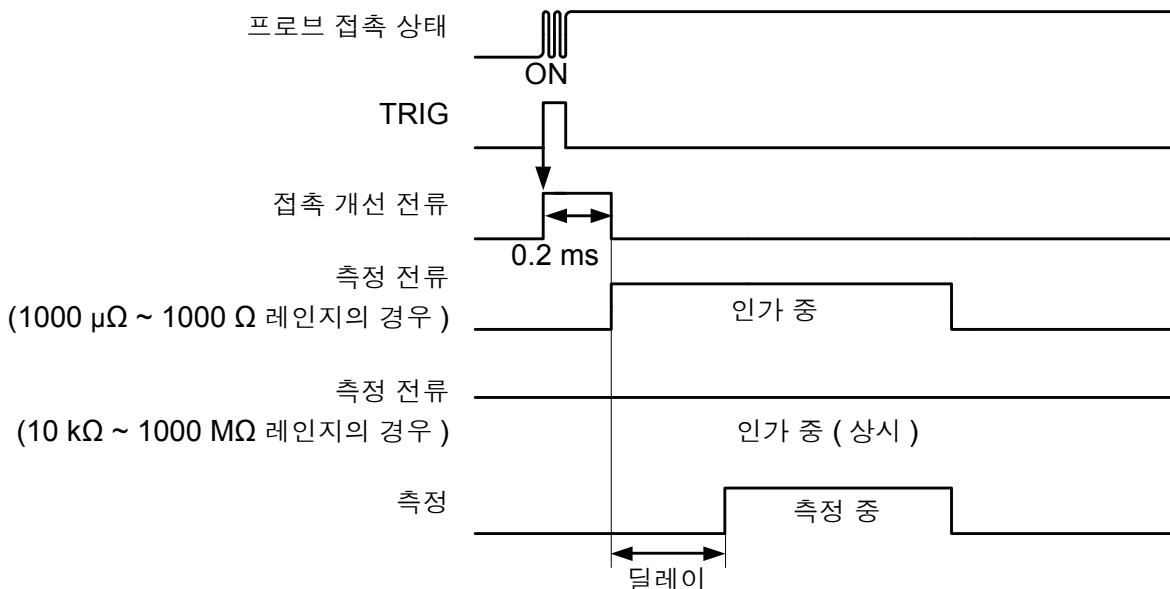 프로브 접촉 상태
ON
TRIG
접촉 개선 전류
0.2 ms
측정 전류
(1000 μΩ ~ 1000 Ω 레인지의 경우 )
인가 중
측정 전류
(10 kΩ ~ 1000 MΩ 레인지의 경우 )
인가 중 ( 상시 )
측정
측정 중
딜레이